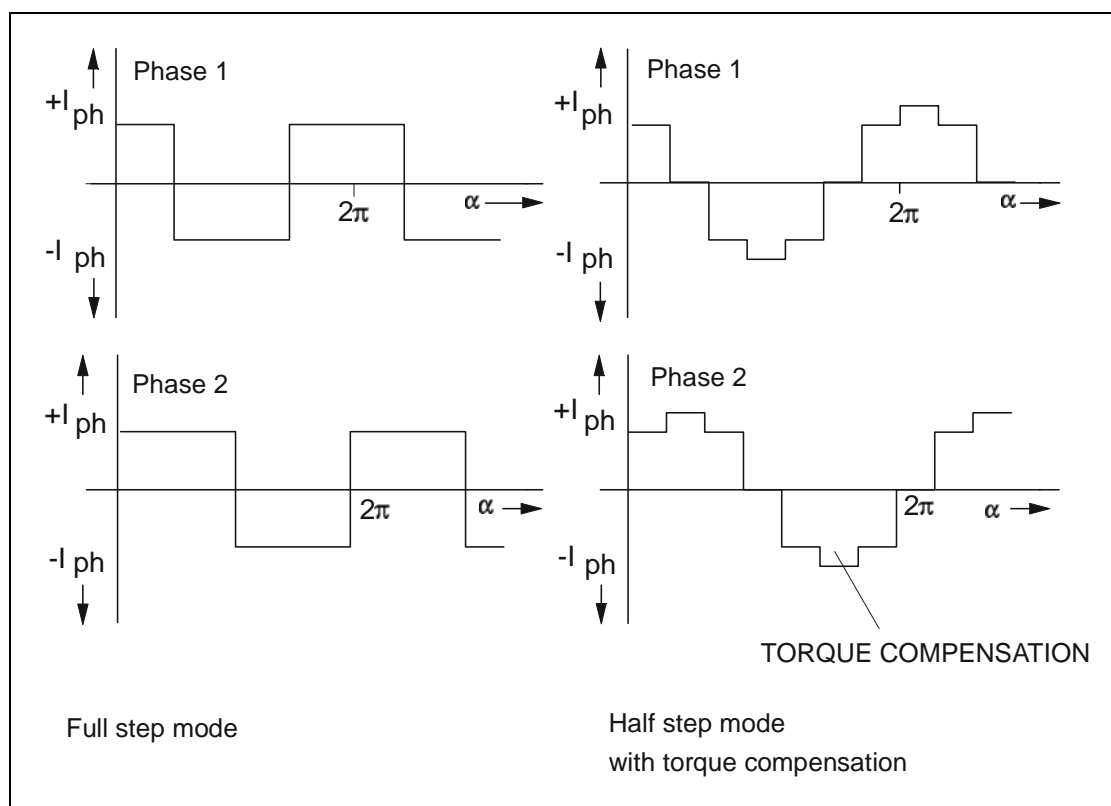 Phase 1
+I ph
-I ph
2π
α
Phase 1
+I ph
-I ph
2π
α
Phase 2
+I ph
-I ph
2π
α
Phase 2
+I ph
-I ph
2π
α
TORQUE COMPENSATION
Full step mode
Half step mode
with torque compensation